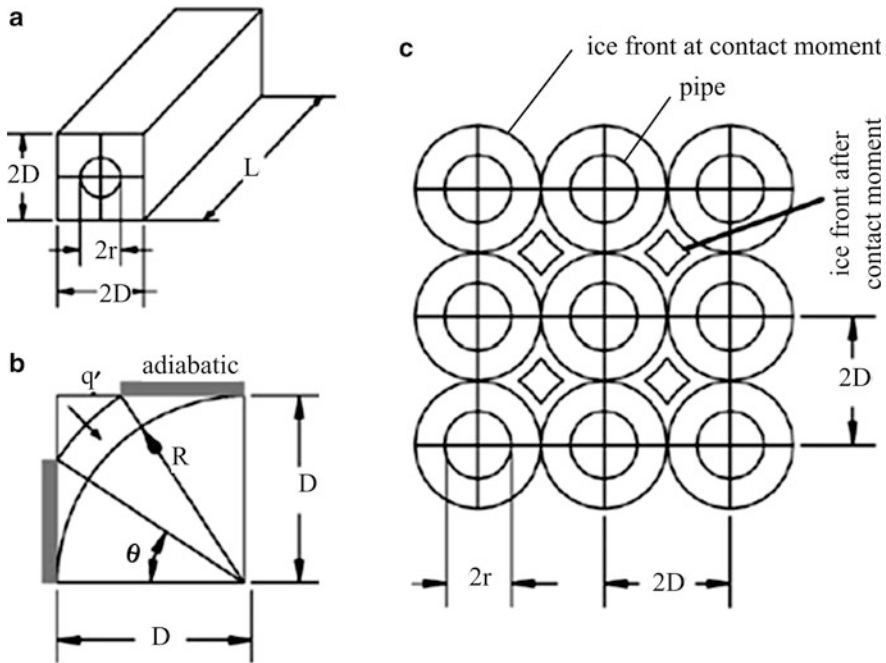 a
2D
2r
2D
L
b
adiabatic
q'
R
D
θ
D
c
ice front at contact moment
pipe
ice front after
contact moment
2D
2r
2D